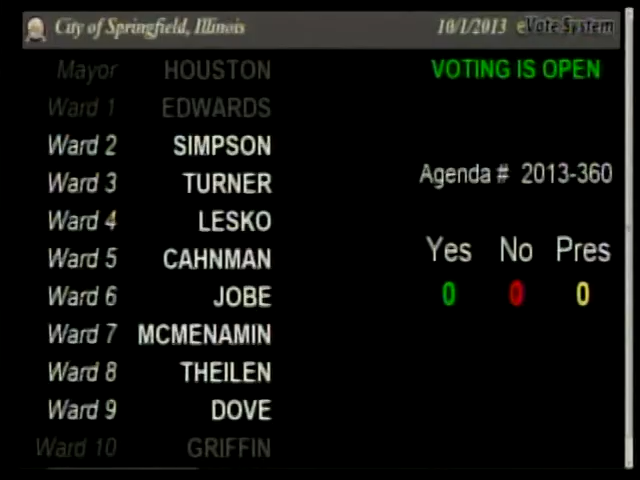 City of Springfield, Illinois 10/1/2013 eVote System
Mayor HOUSTON VOTING IS OPEN
Ward 1 EDWARDS
Ward 2 SIMPSON
Ward 3 TURNER Agenda # 2013-360
Ward 4 LESKO
Ward 5 CAHNMAN Yes No Pres
Ward 6 JOBE 0 0 0
Ward 7 MCMENAMIN
Ward 8 THEILEN
Ward 9 DOVE
Ward 10 GRIFFIN